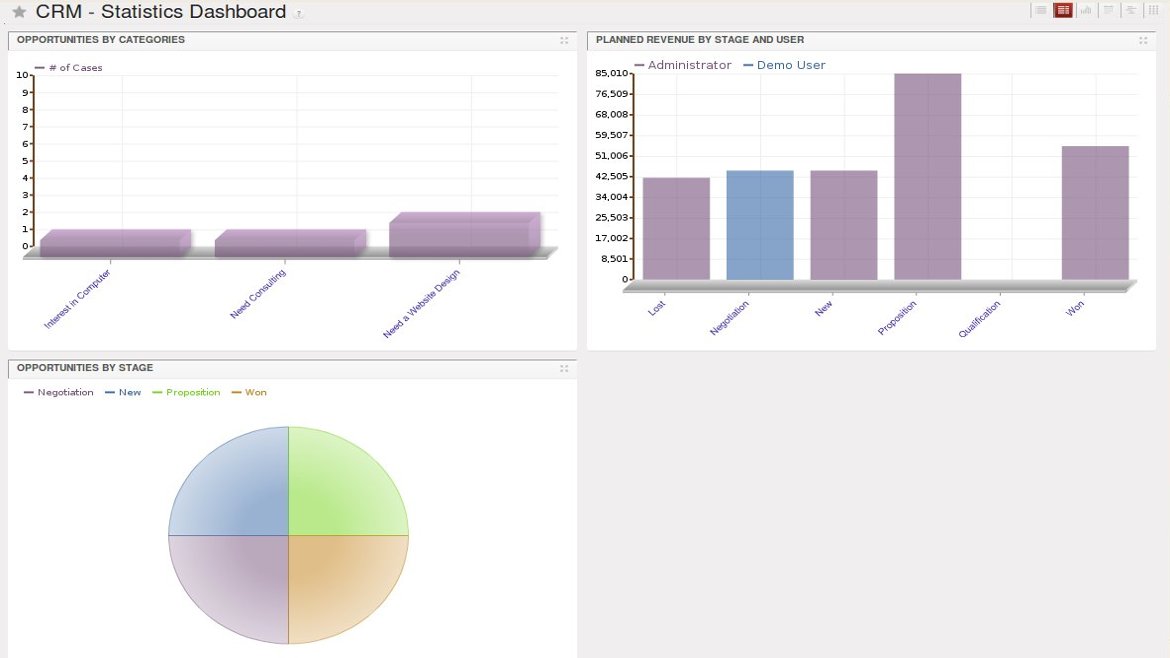 CRM - Statistics Dashboard ?
OPPORTUNITIES BY CATEGORIES
# of Cases
10
9
8
7
6
5
4
3
2
1
0
Interest in Computer
Need Consulting
Need a Website Design
PLANNED REVENUE BY STAGE AND USER
Administrator Demo User
85,010
76,509
68,008
59,507
51,006
42,505
34,004
25,503
17,002
8,501
0
Lost
Negotiation
New
Proposition
Qualification
Won
OPPORTUNITIES BY STAGE
Negotiation New Proposition Won